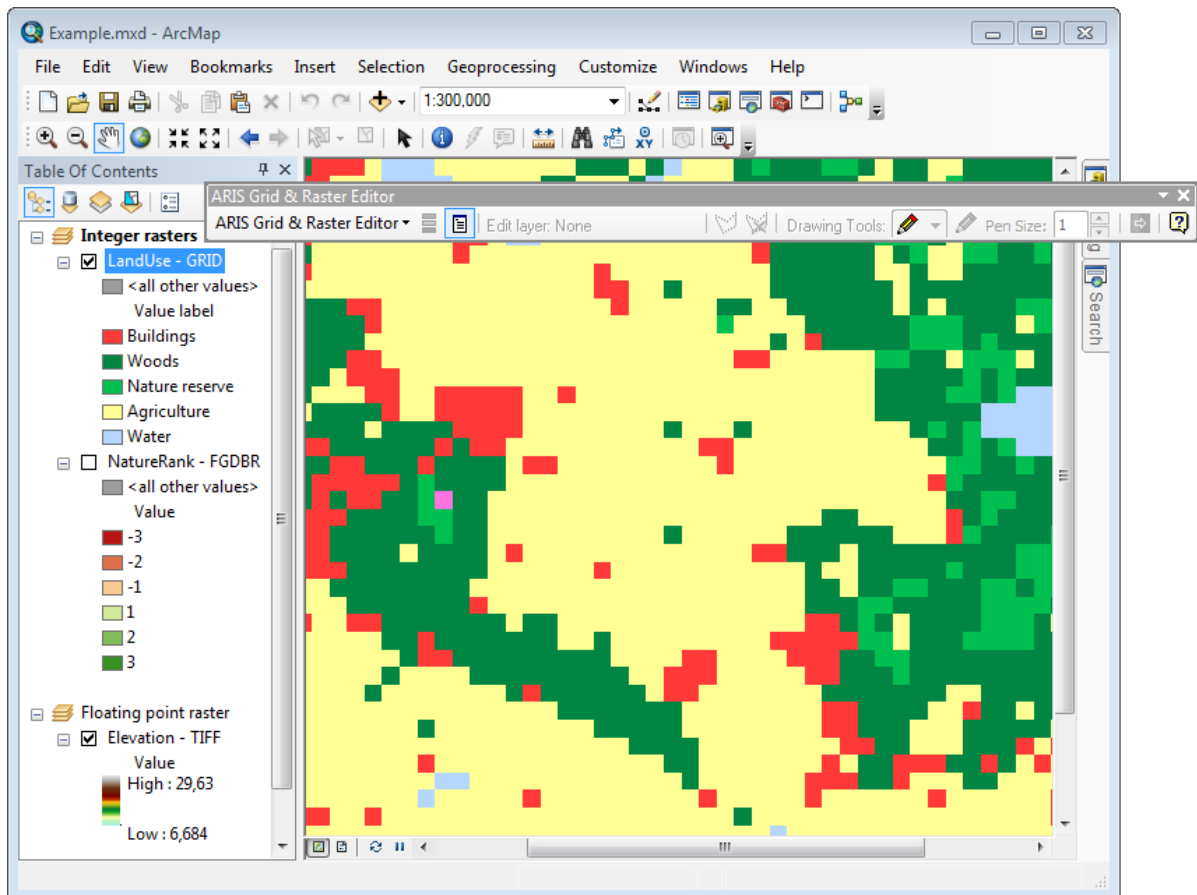 Example.mxd - ArcMap
File Edit View Bookmarks Insert Selection Geoprocessing Customize Windows Help
1:300,000
Table Of Contents
ARIS Grid & Raster Editor
ARIS Grid & Raster Editor Edit layer: None Drawing Tools: Pen Size: 1
Integer rasters
LandUse - GRID
<all other values>
Value label
Buildings
Woods
Nature reserve
Agriculture
Water
NatureRank - FGDBR
<all other values>
Value
-3
-2
-1
1
2
3
Floating point raster
Elevation - TIFF
Value
High : 29,63
Low : 6,684
Search